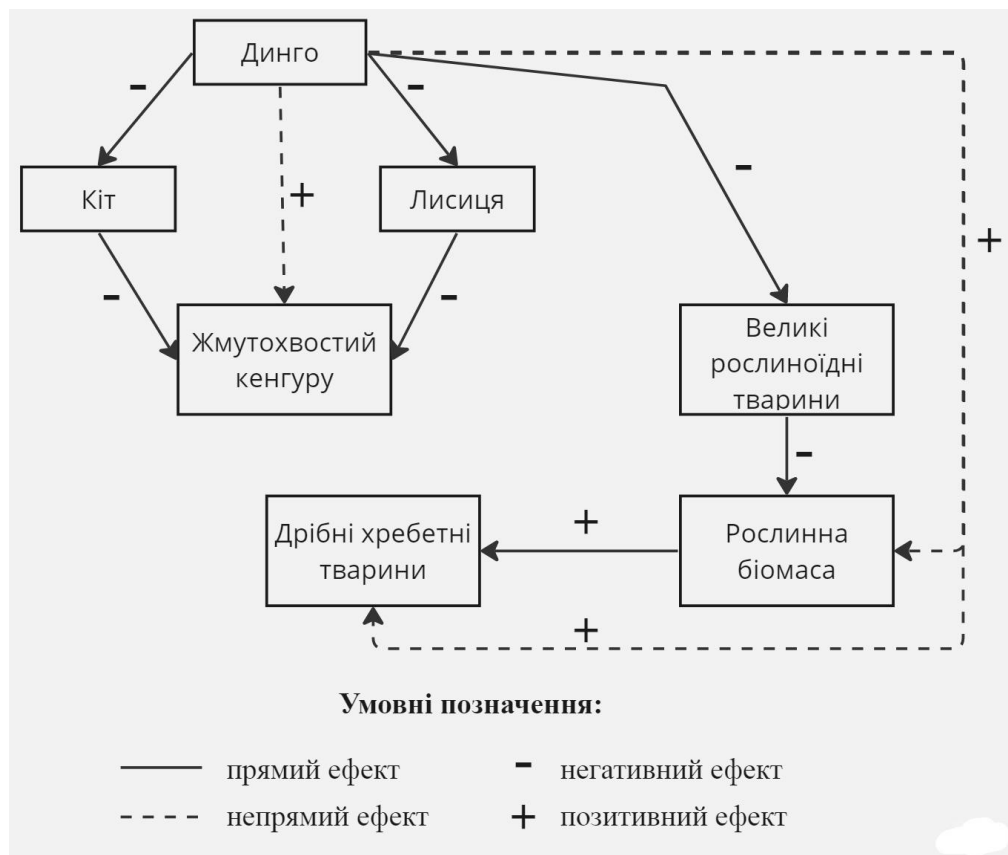 Динго
Кіт
Лисиця
Жмутохвостий
кенгуру
Великі
рослиноїдні
тварини
Дрібні хребетні
тварини
Рослинна
біомаса
Умовні позначення:
прямий ефект
- негативний ефект
непрямий ефект
+ позитивний ефект